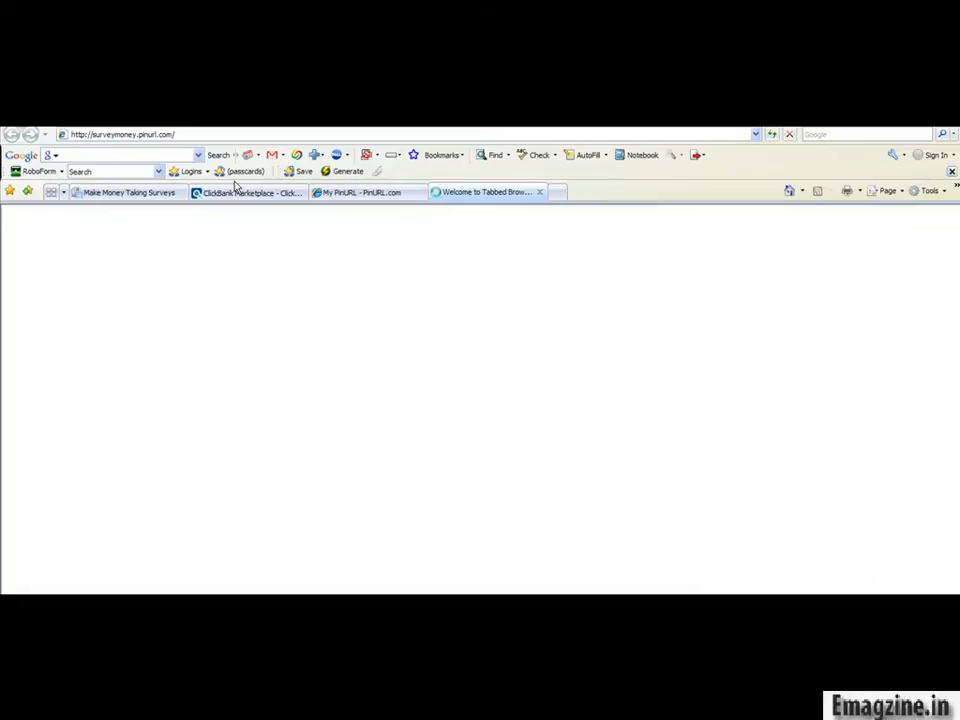 http://surveymoney.pinurl.com/ Google
Google Search Bookmarks Find Check AutoFill Notebook Sign In
RoboForm Search Logins (passcards) Save Generate
Make Money Taking Surveys ClickBank Marketplace - Click... My PinURL - PinURL.com Welcome to Tabbed Brow... Page Tools
Emagzine.in